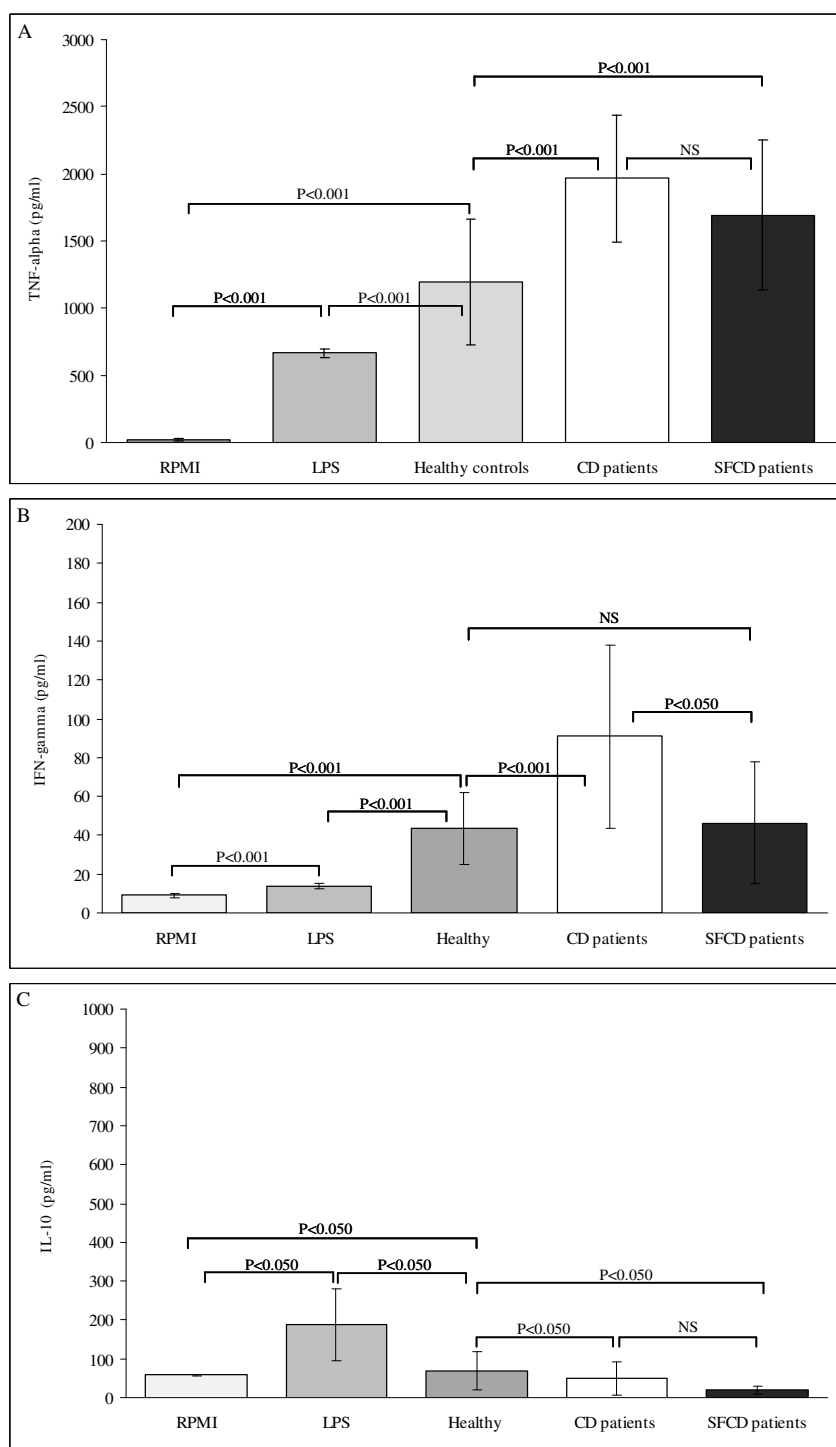 A
3000
P<0.001
2500
P<0.001 NS
2000
P<0.001
TNF-alpha (pg/ml)
1500
P<0.001 P<0.001
1000
500
0
RPMI LPS Healthy controls CD patients SFCD patients
B
200
180
160
NS
140
120
P<0.050
100
IFN-gamma (pg/ml)
80
P<0.001 P<0.001
60
P<0.001
40
P<0.001
20
0
RPMI LPS Healthy CD patients SFCD patients
C
1000
900
800
700
600
500
IL-10 (pg/ml)
P<0.050
400
P<0.050 P<0.050 P<0.050
300
200
P<0.050 NS
100
0
RPMI LPS Healthy CD patients SFCD patients